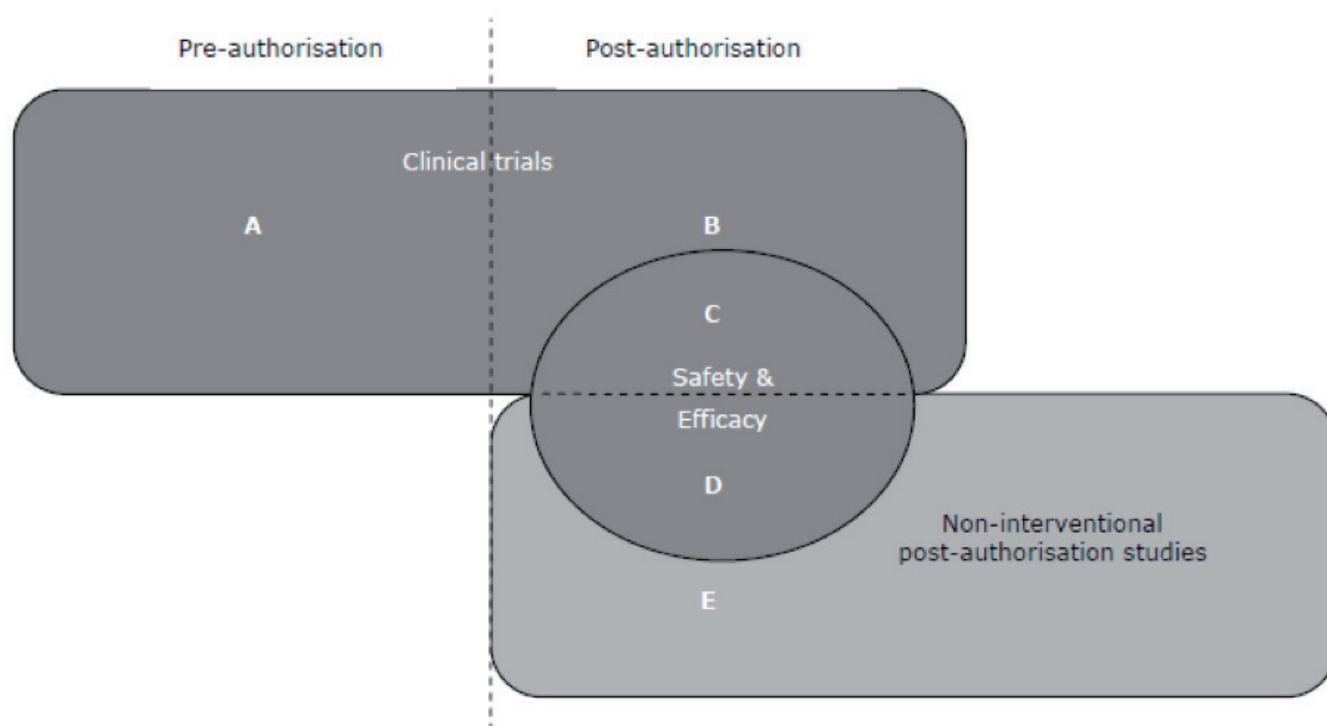 Pre-authorisation
Post-authorisation
Clinical trials
A
B
C
Safety &
Efficacy
D
Non-interventional
post-authorisation studies
E